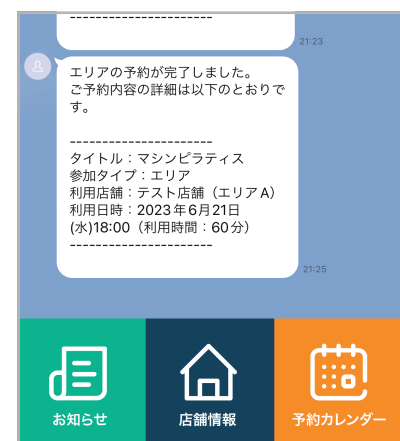 ----------------------
21:23
エリアの予約が完了しました。
ご予約内容の詳細は以下のとおりで
す。
----------------------
タイトル：マシンピラティス
参加タイプ：エリア
利用店舗：テスト店舗（エリアA）
利用日時：2023年6月21日
(水)18:00（利用時間：60分）
----------------------
21:25
お知らせ
店舗情報
予約カレンダー